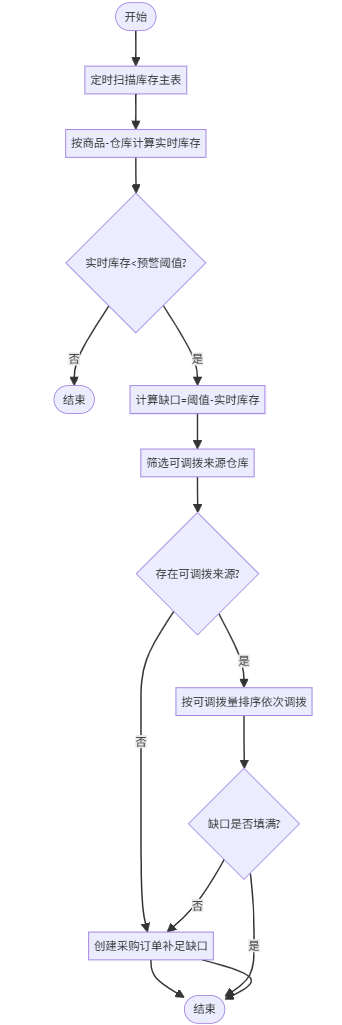 开始
定时扫描库存主表
按商品-仓库计算实时库存
实时库存<预警阈值?
否
是
结束
计算缺口=阈值-实时库存
筛选可调拨来源仓库
存在可调拨来源?
是
按可调拨量排序依次调拨
否
缺口是否填满?
否
是
创建采购订单补足缺口
结束